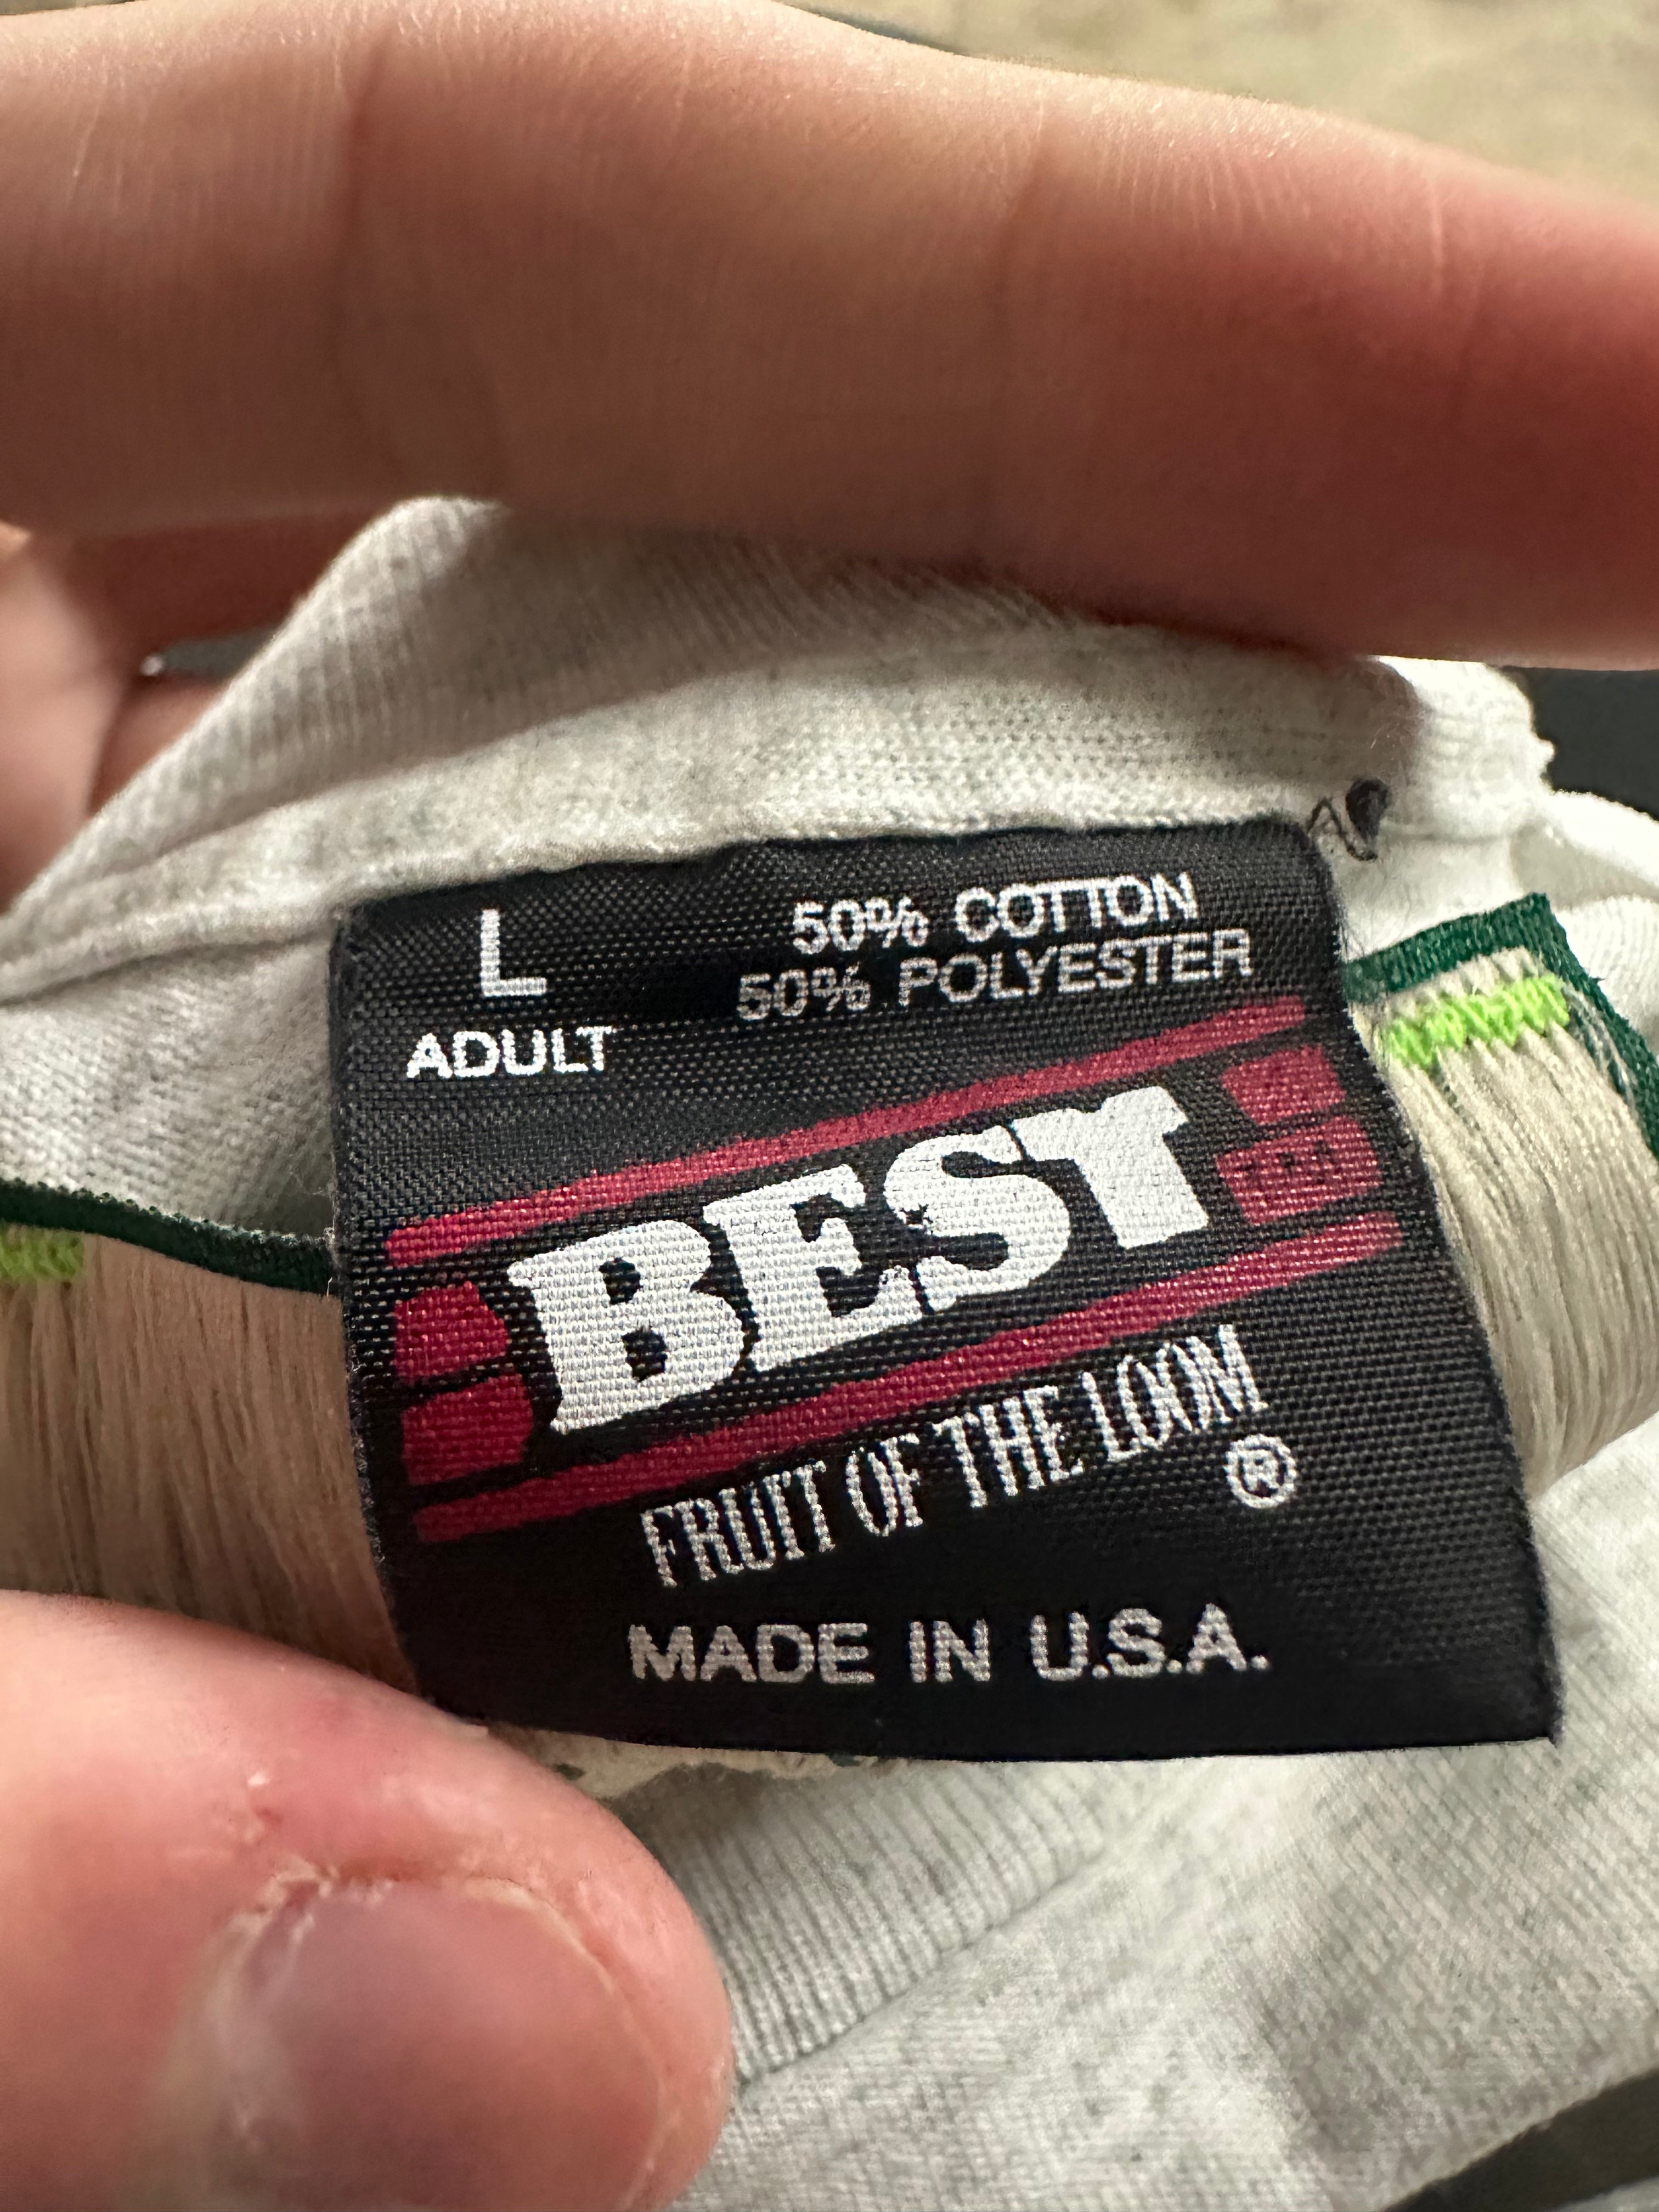 L
ADULT
50% COTTON
50% POLYESTER
BEST
FRUIT OF THE LOOM
®
MADE IN U.S.A.